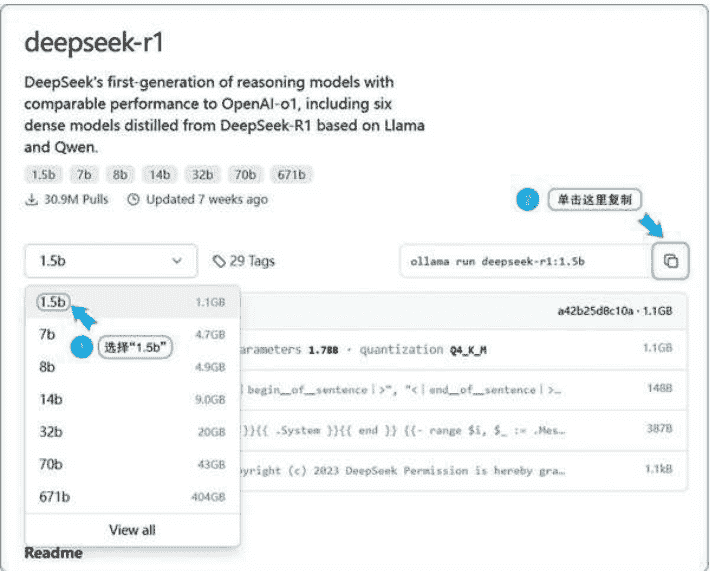 deepseek-r1
DeepSeek's first-generation of reasoning models with
comparable performance to OpenAI-o1, including six
dense models distilled from DeepSeek-R1 based on Llama
and Qwen.
1.5b 7b 8b 14b 32b 70b 671b
30.9M Pulls Updated 7 weeks ago
2 单击这里复制
1.5b 29 Tags ollama run deepseek-r1:1.5b
1.5b 1.1GB a42b25d8c10a · 1.1GB
7b 4.7GB arameters 1.78B · quantization Q4_K_M 1.1GB
选择“1.5b”
8b 4.9GB |begin__of__sentence|>", "<|end__of__sentence|>… 148B
14b 9.0GB
32b 20GB }}{{ .System }}{{ end }} {{- range $i, $_ := .Mes… 387B
70b 43GB yright (c) 2023 DeepSeek Permission is hereby gra… 1.1kB
671b 404GB
View all
Readme